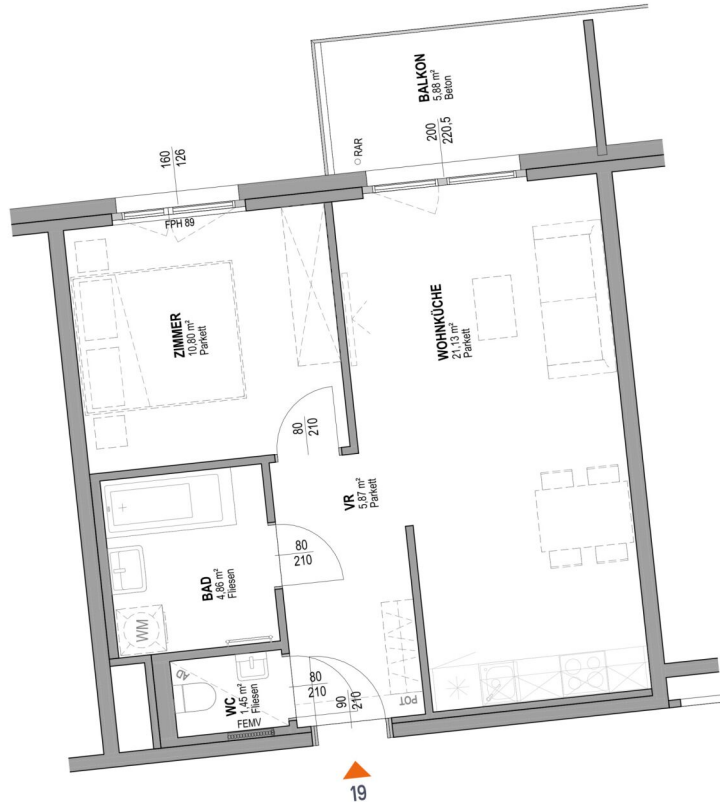 BALKON
5,88 m²
Beton
160
126
200
220,5
RAR
FPH 89
ZIMMER
10,80 m²
Parkett
WOHNKÜCHE
21,13 m²
Parkett
80
210
VR
5,87 m²
Parkett
BAD
4,86 m²
Fliesen
80
210
WM
AD
WC
1,45 m²
Fliesen
FEMV
80
210
90
210
POT
19